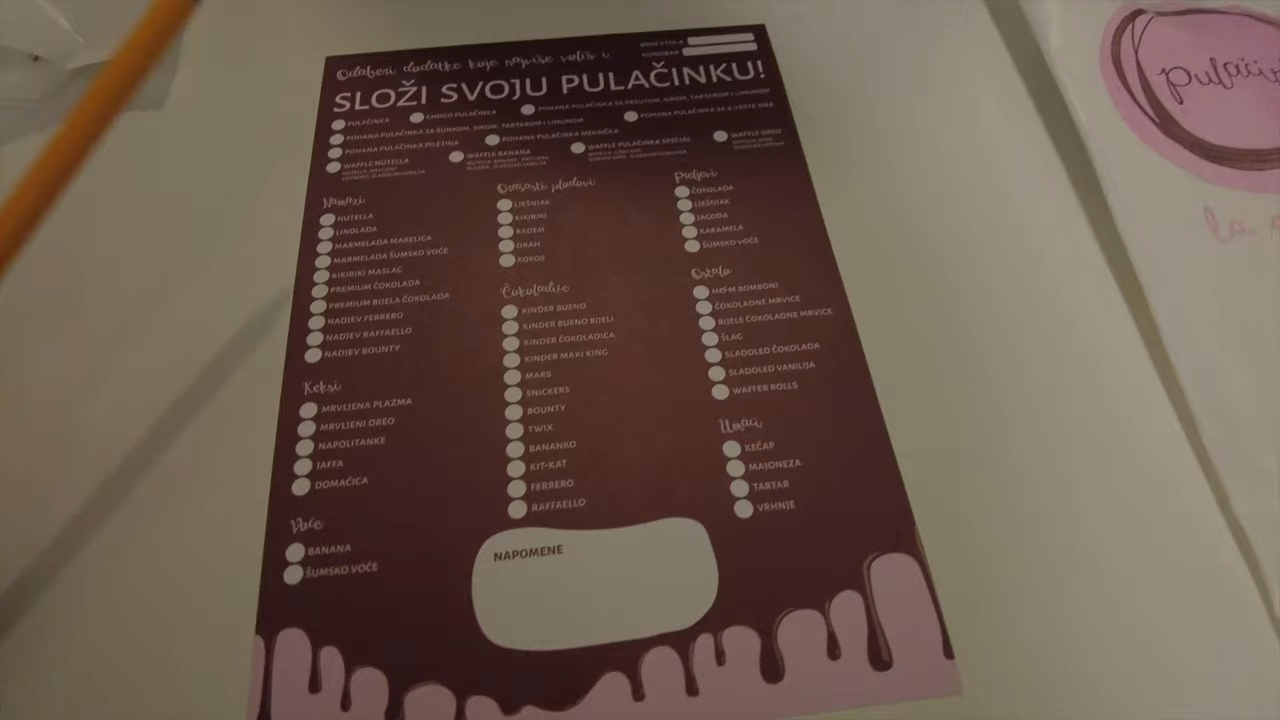 Odaberi dodatke koje najviše voliš i
BROJ STOLA
KONOBAR
SLOŽI SVOJU PULAČINKU!
PULAČINKA
CHOCO PULAČINKA
POHANA PULAČINKA SA PRŠUTOM, SIROM, TARTAROM I LIMUNOM
POHANA PULAČINKA SA ŠUNKOM, SIROM, TARTAROM I LIMUNOM
POHANA PULAČINKA SA 4 VRSTE SIRA
POHANA PULAČINKA PILETINA
POHANA PULAČINKA MEKSIČKA
WAFFLE NUTELLA
WAFFLE BANANA
WAFFLE PULAČINKA SPECIAL
WAFFLE OREO
Namazi
NUTELLA
LINOLADA
MARMELADA MARELICA
MARMELADA ŠUMSKO VOĆE
KIKIRIKI MASLAC
PREMIUM ČOKOLADA
PREMIUM BIJELA ČOKOLADA
NADJEV FERRERO
NADJEV RAFFAELLO
NADJEV BOUNTY
Keksi
MRVLJENA PLAZMA
MRVLJENI OREO
NAPOLITANKE
JAFFA
DOMAĆICA
Voće
BANANA
ŠUMSKO VOĆE
Orašasti plodovi
LJEŠNJAK
KIKIRIKI
BADEM
ORAH
KOKOS
Čokoladice
KINDER BUENO
KINDER BUENO BIJELI
KINDER ČOKOLADICA
KINDER MAXI KING
MARS
SNICKERS
BOUNTY
TWIX
BANANKO
KIT-KAT
FERRERO
RAFFAELLO
Preljevi
ČOKOLADA
LJEŠNJAK
JAGODA
KARAMELA
ŠUMSKO VOĆE
Ostalo
M&M BOMBONI
ČOKOLADNE MRVICE
BIJELE ČOKOLADNE MRVICE
ŠLAG
SLADOLED ČOKOLADA
SLADOLED VANILIJA
WAFFER ROLLS
Umaci
KEČAP
MAJONEZA
TARTAR
VRHNJE
NAPOMENE